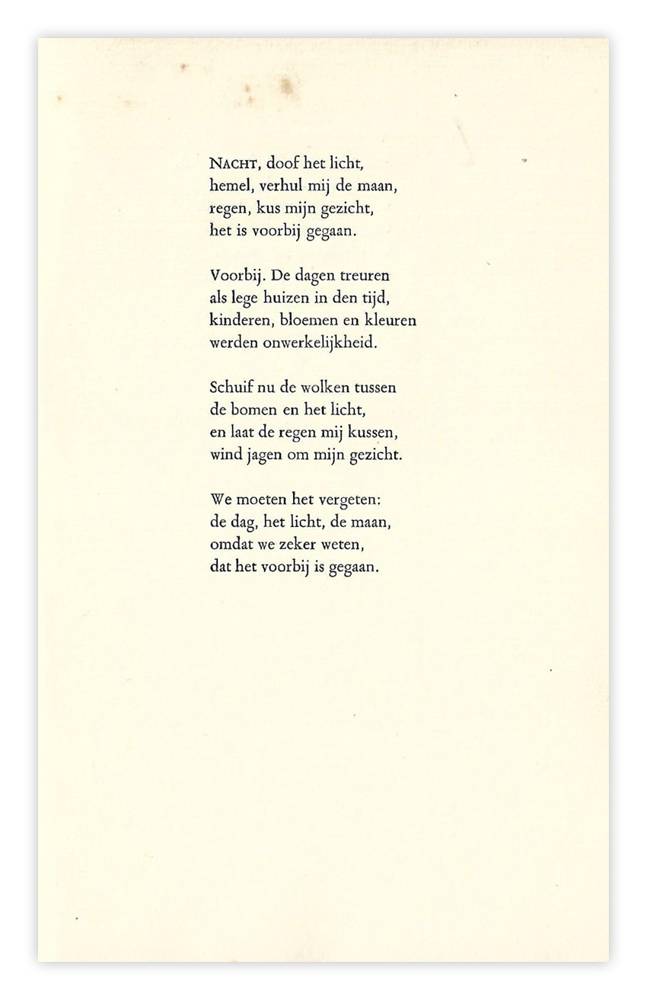 NACHT, doof het licht,
hemel, verhul mij de maan,
regen, kus mijn gezicht,
het is voorbij gegaan.

Voorbij. De dagen treuren
als lege huizen in den tijd,
kinderen, bloemen en kleuren
werden onwerkelijkheid.

Schuif nu de wolken tussen
de bomen en het licht,
en laat de regen mij kussen,
wind jagen om mijn gezicht.

We moeten het vergeten:
de dag, het licht, de maan,
omdat we zeker weten,
dat het voorbij is gegaan.